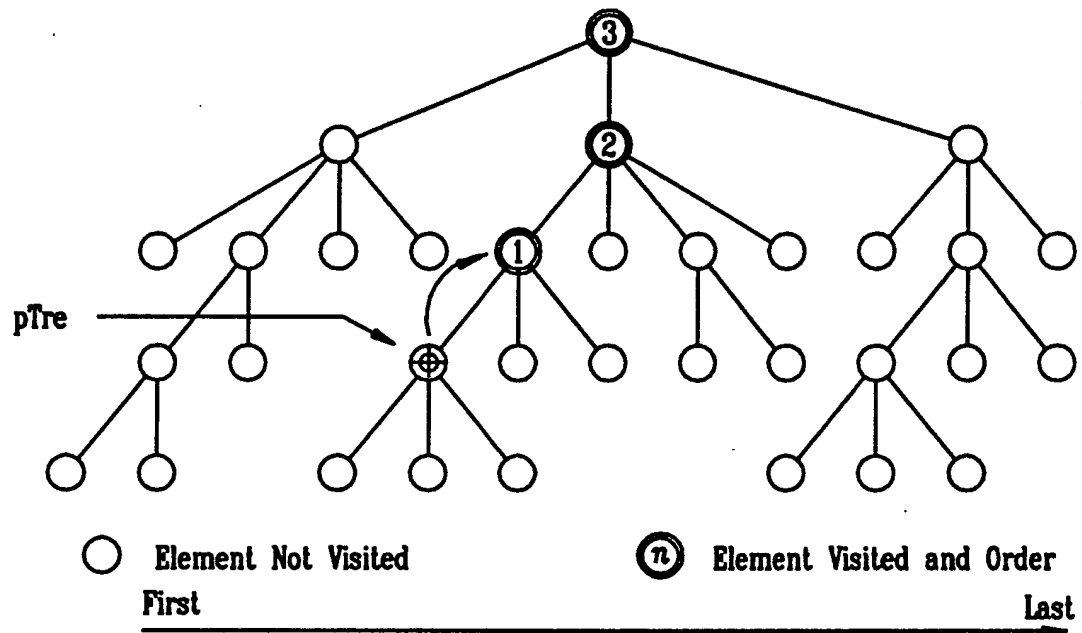 3
2
1
pTre
Element Not Visited
n Element Visited and Order
First
Last